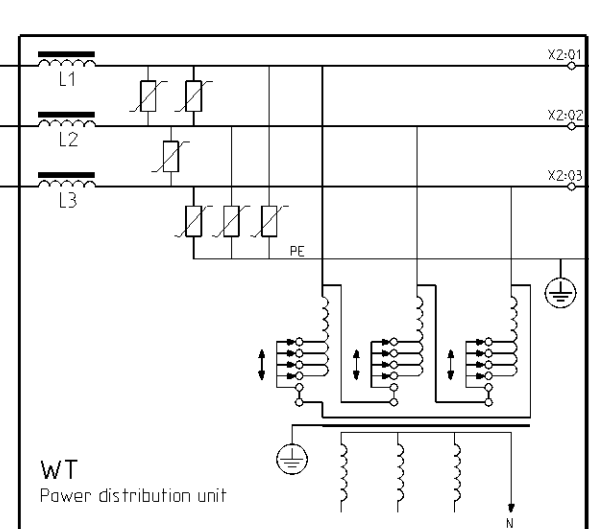 X2:01
L1
X2:02
L2
X2:03
L3
PE
WT
Power distribution unit
N